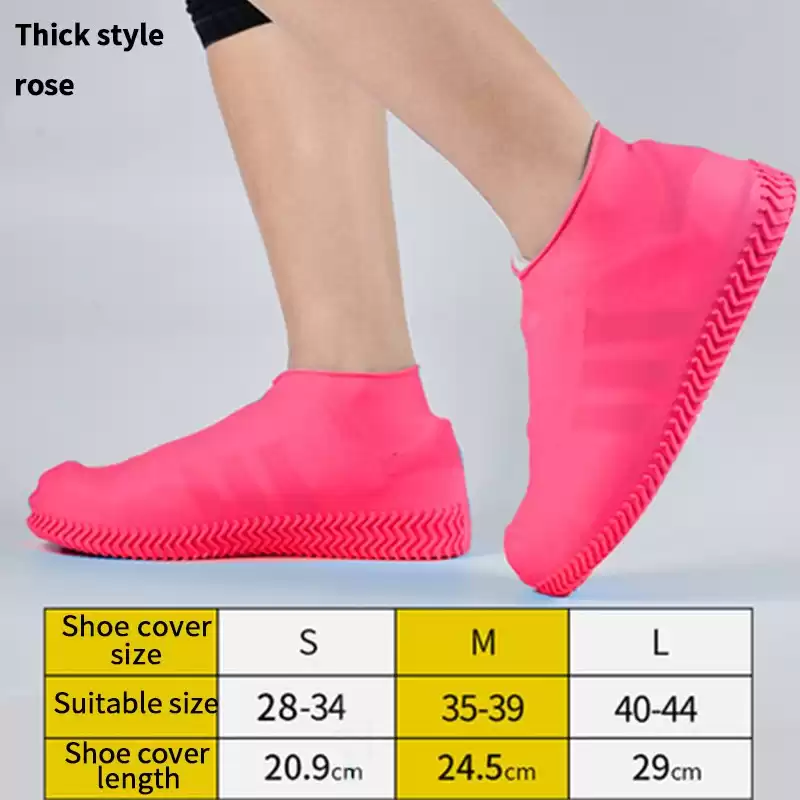 Thick style
rose
Shoe cover size S M L
Suitable size 28-34 35-39 40-44
Shoe cover length 20.9cm 24.5cm 29cm